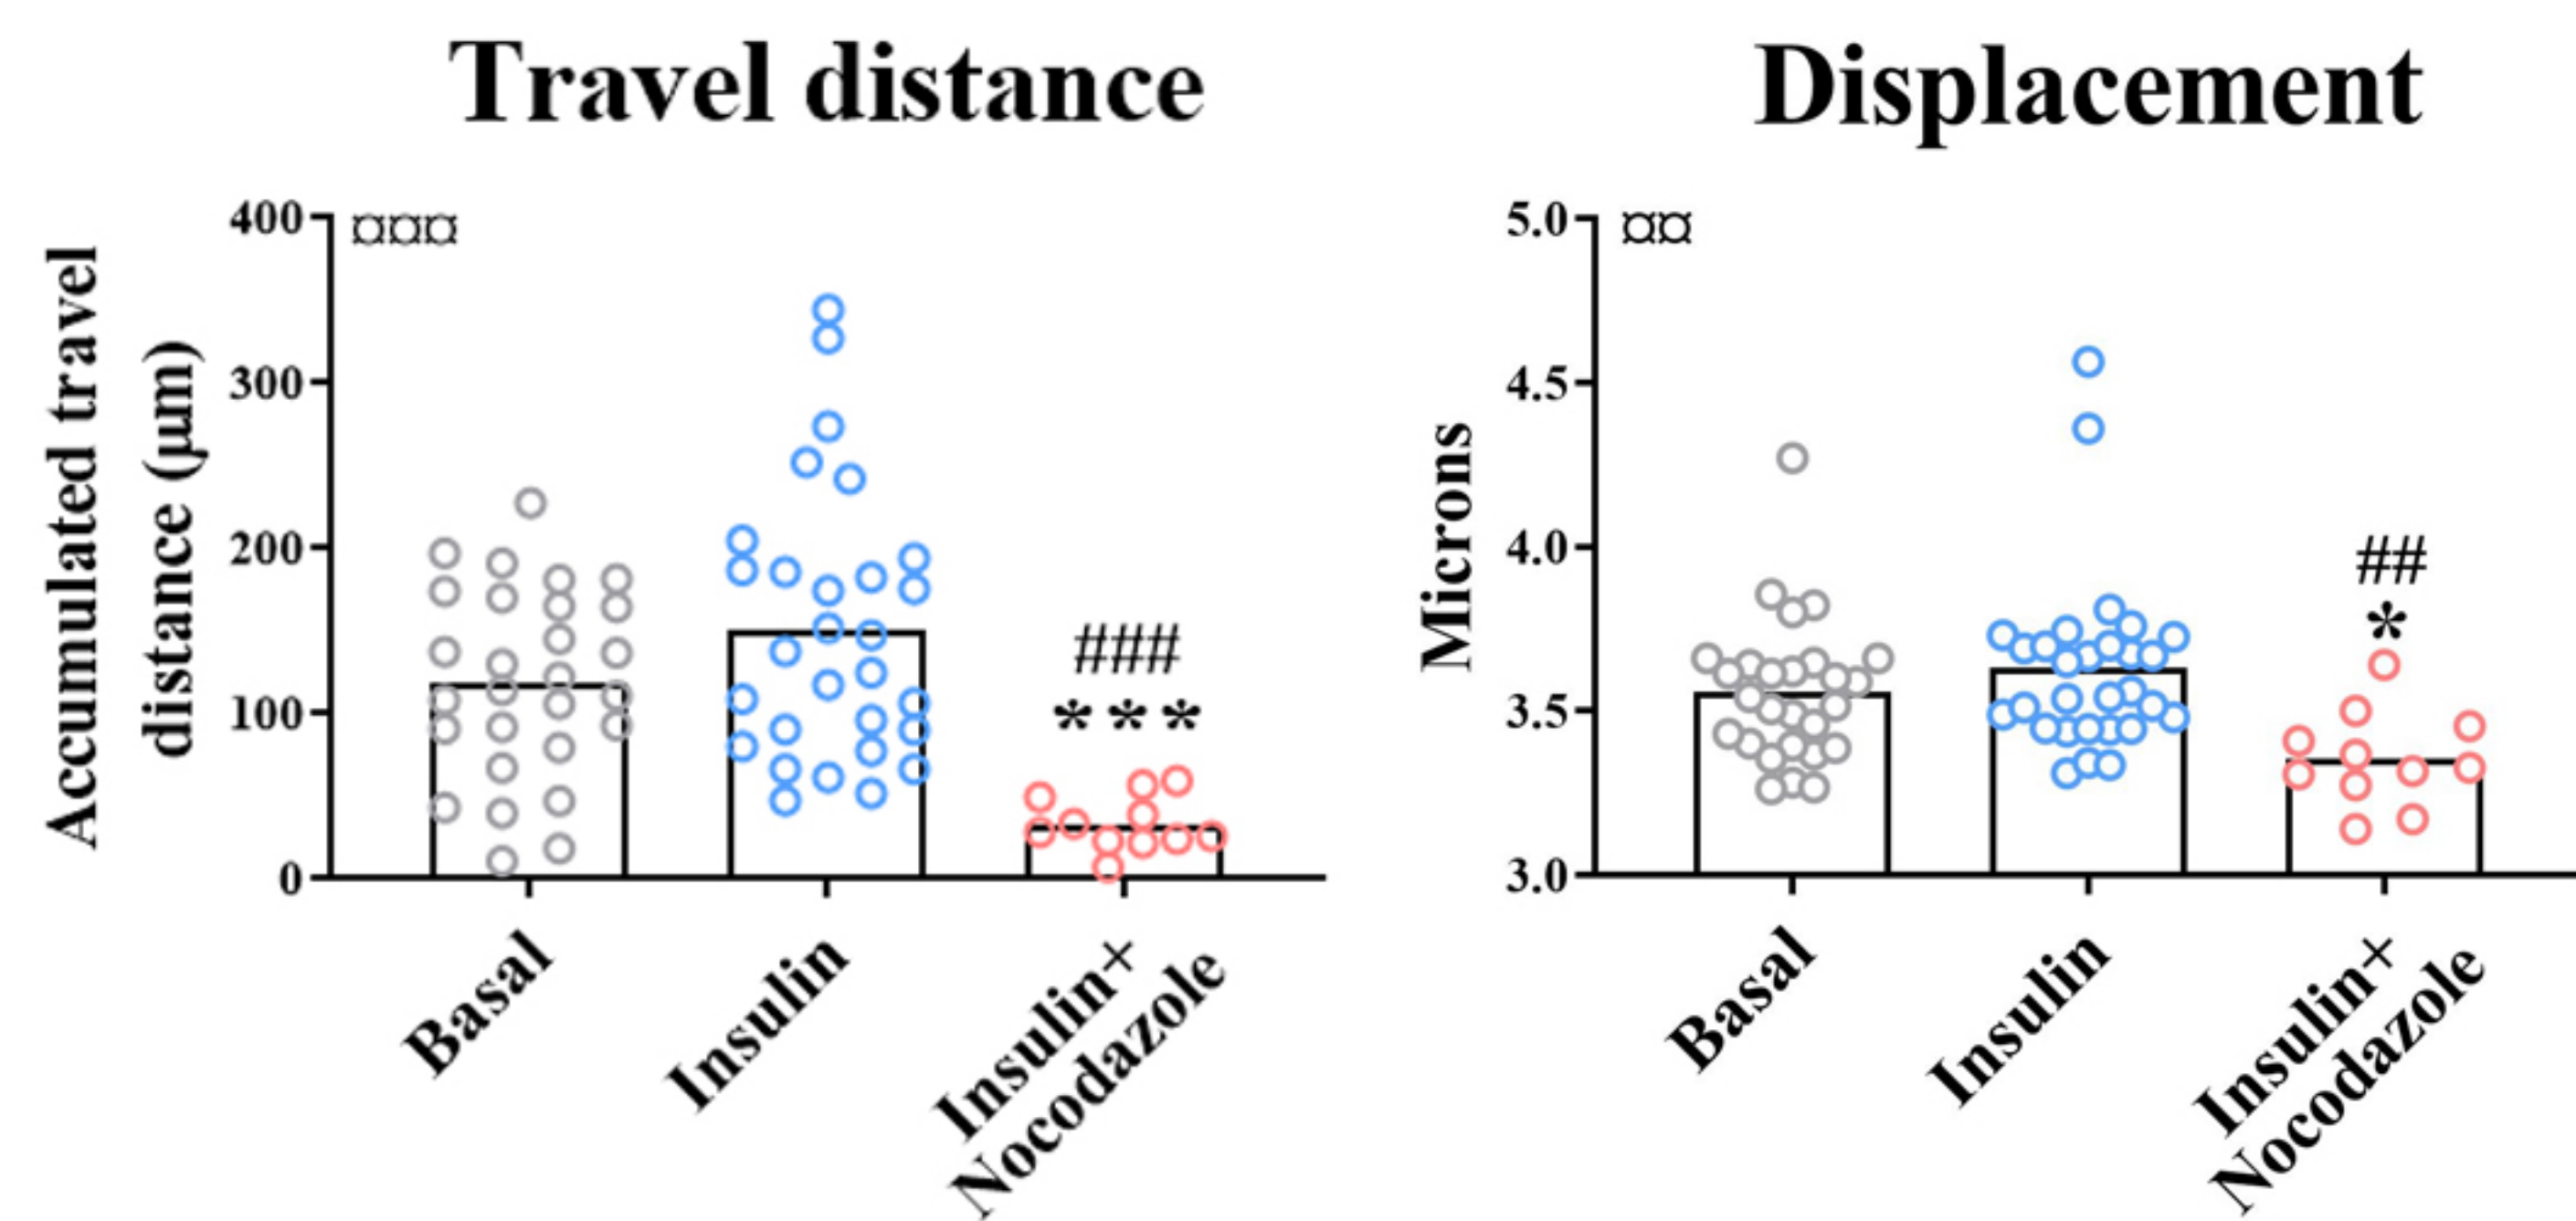 Travel distance
Accumulated travel
distance (µm)
400
300
200
100
0
¤¤¤
###
***
Basal
Insulin
Insulin+
Nocodazole
Displacement
Microns
5.0
4.5
4.0
3.5
3.0
¤¤
##
*
Basal
Insulin
Insulin+
Nocodazole